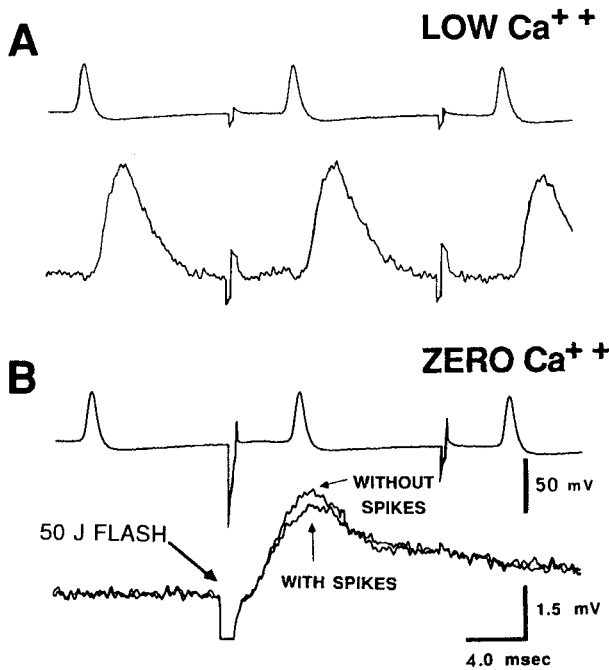 A
LOW Ca++
B
ZERO Ca++
50 mV
WITHOUT
SPIKES
50 J FLASH
WITH SPIKES
1.5 mV
4.0 msec